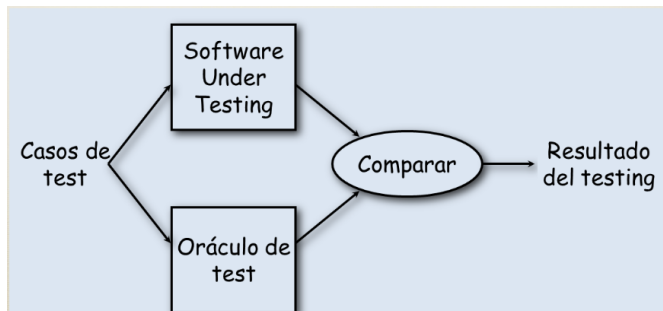 Software
Under
Testing
Casos de
test
Comparar
Resultado
del testing
Oráculo de
test